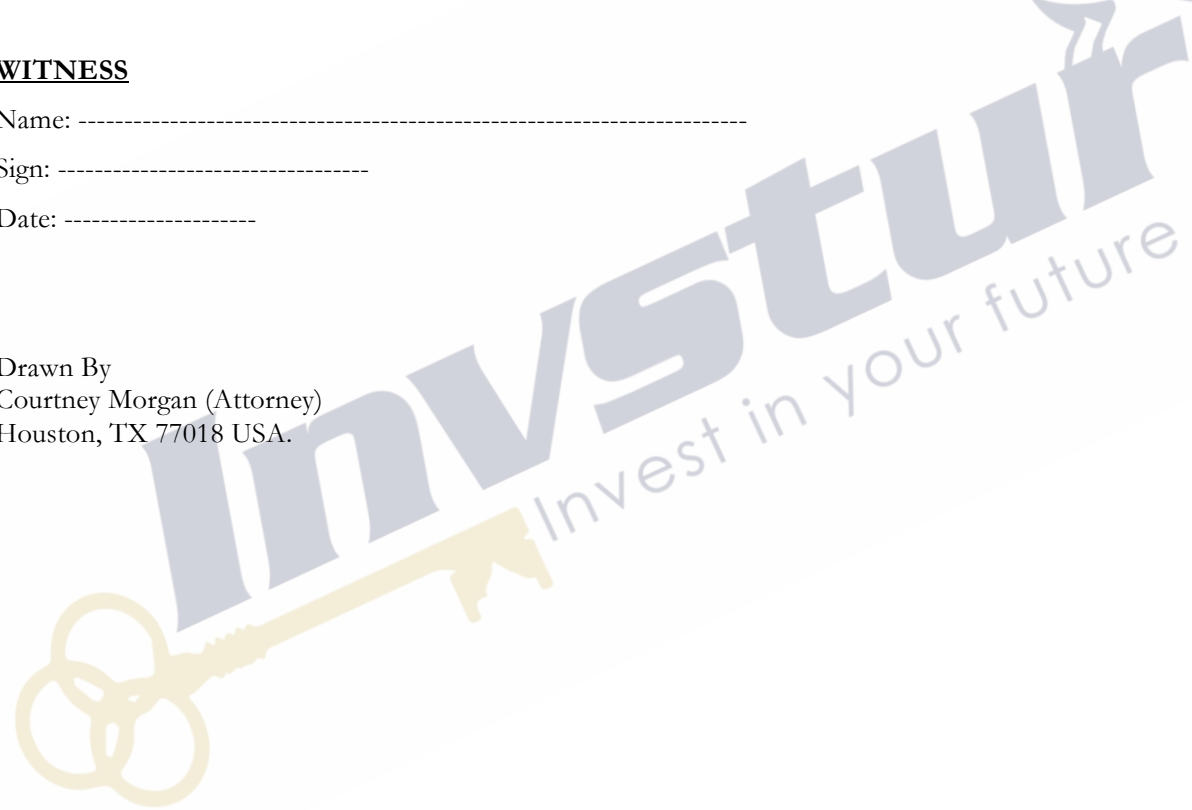 WITNESS
Name: -------------------------------------------------------------------------
Sign: ----------------------------------
Date: ---------------------
Drawn By
Courtney Morgan (Attorney)
Houston, TX 77018 USA.
Invstur
Invest in your future